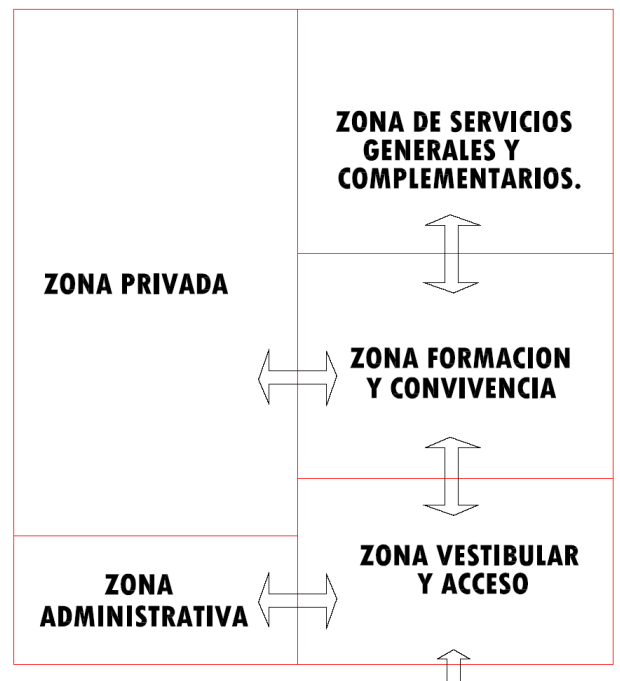 ZONA DE SERVICIOS
GENERALES Y
COMPLEMENTARIOS.
ZONA PRIVADA
ZONA FORMACION
Y CONVIVENCIA
ZONA VESTIBULAR
Y ACCESO
ZONA
ADMINISTRATIVA